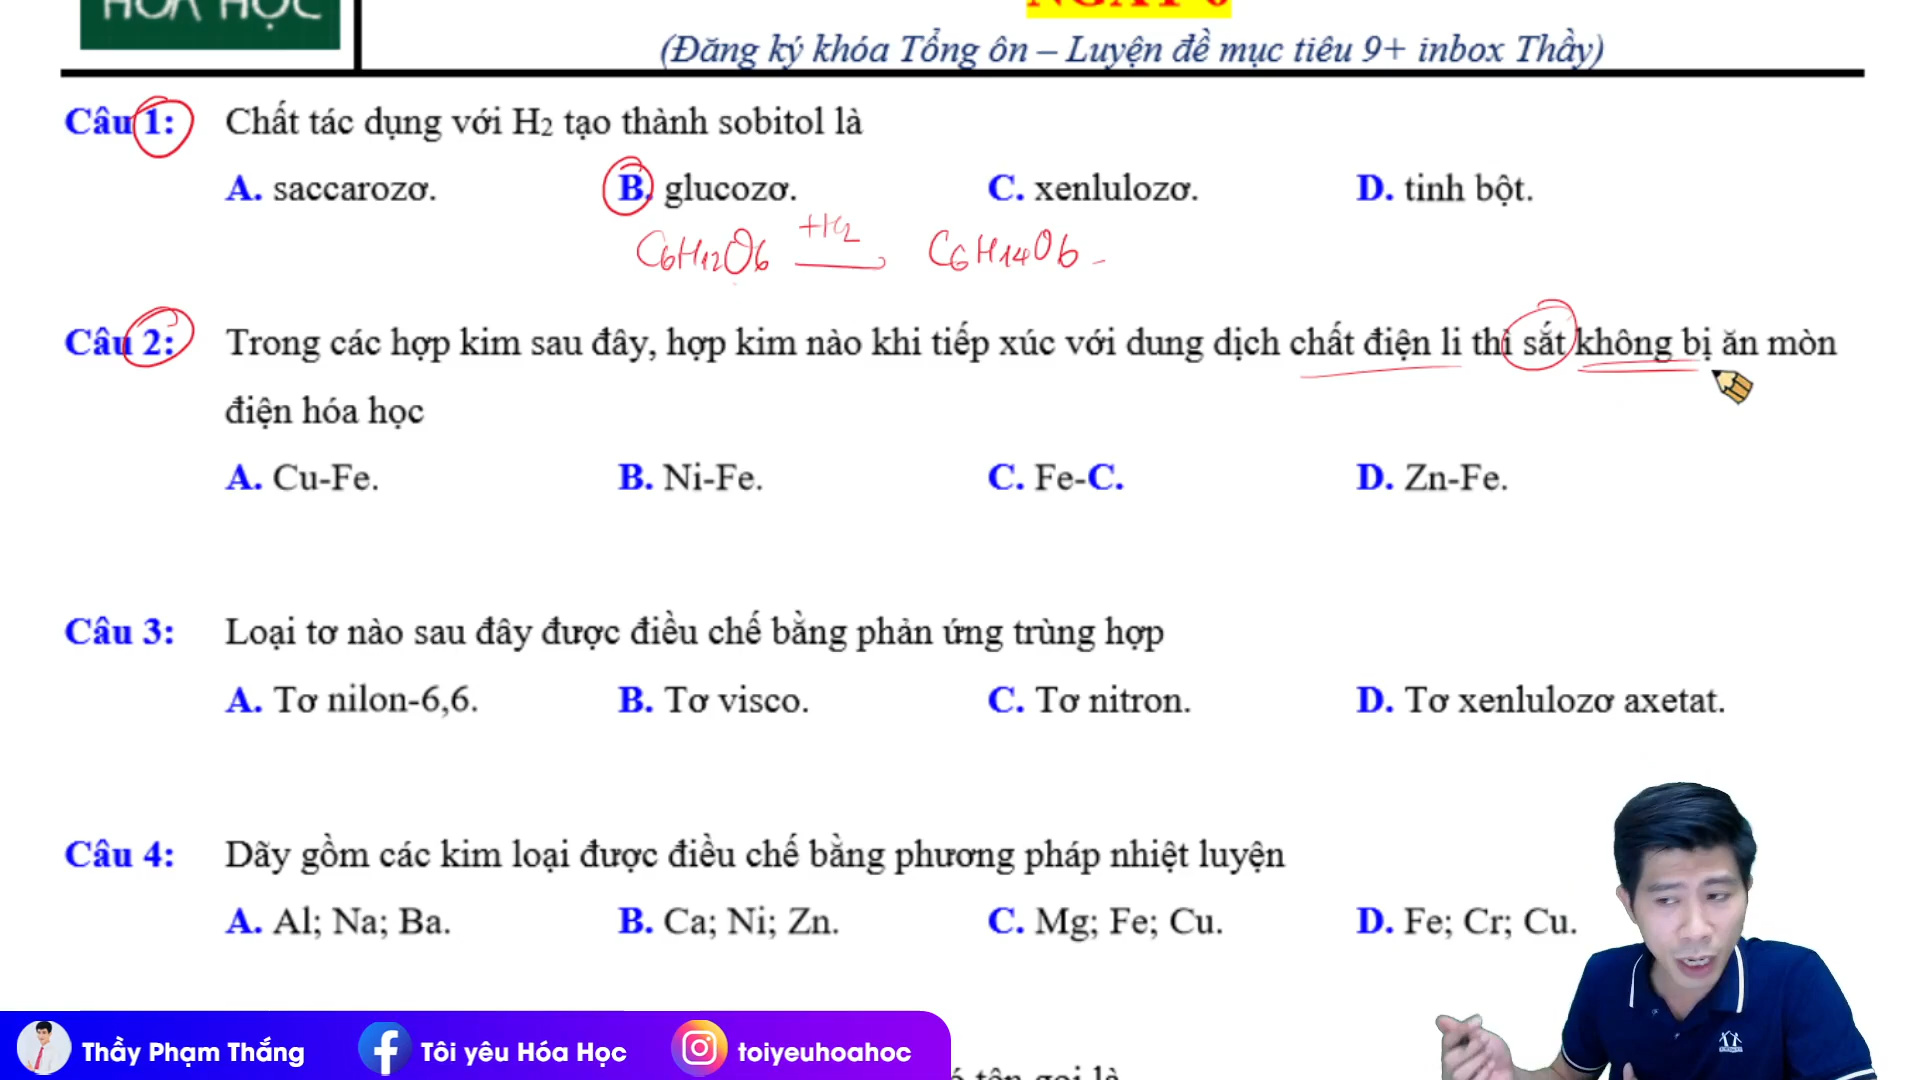 HÓA HỌC
NGÀY 6
(Đăng ký khóa Tổng ôn – Luyện đề mục tiêu 9+ inbox Thầy)
Câu 1: Chất tác dụng với H2 tạo thành sobitol là
A. saccarozơ. B. glucozơ. C. xenlulozơ. D. tinh bột.
C6H12O6 +H2 C6H14O6
Câu 2: Trong các hợp kim sau đây, hợp kim nào khi tiếp xúc với dung dịch chất điện li thì sắt không bị ăn mòn
điện hóa học
A. Cu-Fe. B. Ni-Fe. C. Fe-C. D. Zn-Fe.
Câu 3: Loại tơ nào sau đây được điều chế bằng phản ứng trùng hợp
A. Tơ nilon-6,6. B. Tơ visco. C. Tơ nitron. D. Tơ xenlulozơ axetat.
Câu 4: Dãy gồm các kim loại được điều chế bằng phương pháp nhiệt luyện
A. Al; Na; Ba. B. Ca; Ni; Zn. C. Mg; Fe; Cu. D. Fe; Cr; Cu.
Thầy Phạm Thắng Tôi yêu Hóa Học toiyeuhoahoc
tên gọi là